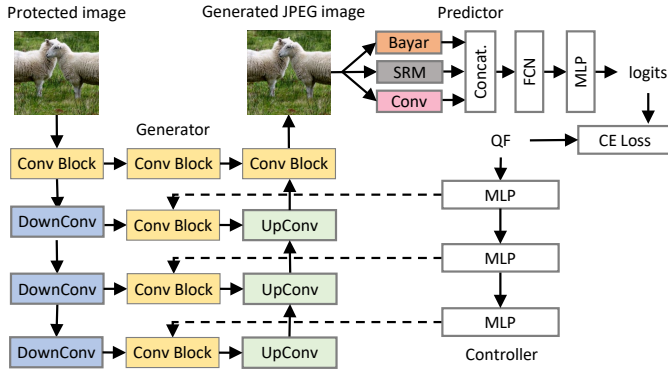 Protected image
Generated JPEG image
Predictor
Bayar
SRM
Conv
Concat.
FCN
MLP
logits
Generator
QF
CE Loss
Conv Block
Conv Block
Conv Block
MLP
DownConv
Conv Block
UpConv
MLP
DownConv
Conv Block
UpConv
MLP
DownConv
Conv Block
UpConv
Controller